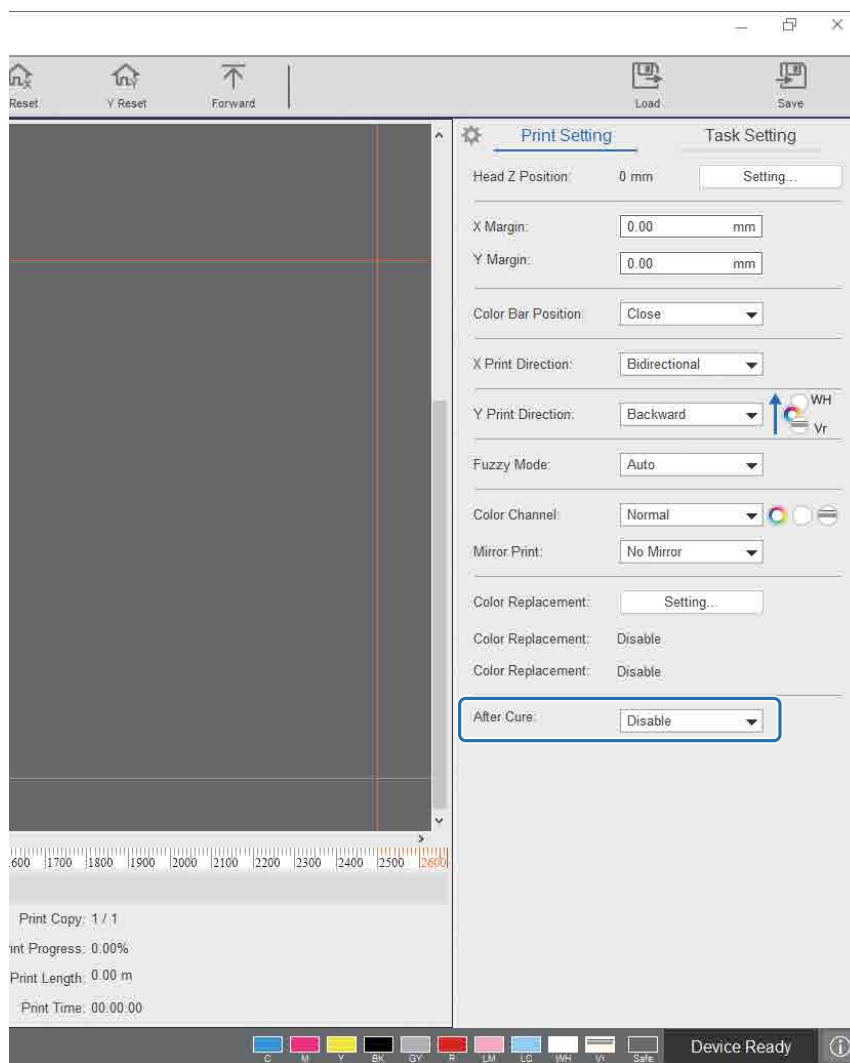 Reset Y Reset Forward Load Save
Print Setting Task Setting
Head Z Position: 0 mm Setting...
X Margin: 0.00 mm
Y Margin: 0.00 mm
Color Bar Position: Close
X Print Direction: Bidirectional
Y Print Direction: Backward WH
Vr
Fuzzy Mode: Auto
Color Channel: Normal
Mirror Print: No Mirror
Color Replacement: Setting...
Color Replacement: Disable
Color Replacement: Disable
After Cure: Disable
600 1700 1800 1900 2000 2100 2200 2300 2400 2500 2600
Print Copy: 1 / 1
int Progress: 0.00%
Print Length: 0.00 m
Print Time: 00:00:00
C M Y BK GY R LM LC WH Vr Safe Device Ready